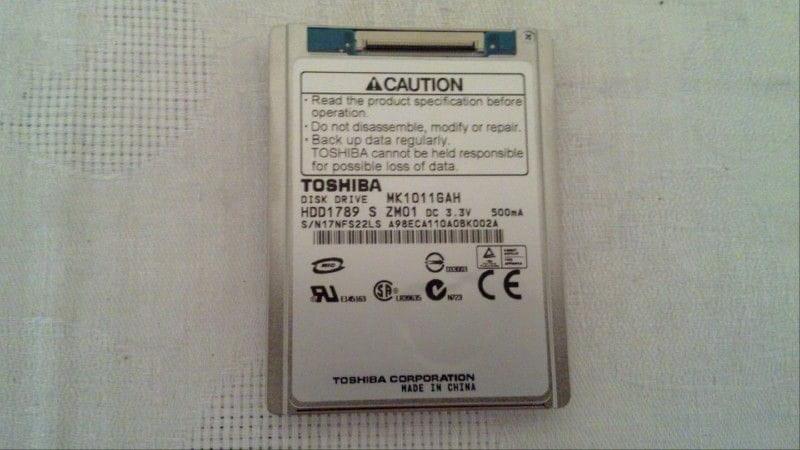 CAUTION
· Read the product specification before
operation.
· Do not disassemble, modify or repair.
· Back up data regularly.
TOSHIBA cannot be held responsible
for possible loss of data.
TOSHIBA
DISK DRIVE MK1011GAH
HDD1789 S ZM01 DC 3.3V 500mA
S/N17NFS22LS A98ECA110A0BK002A
E145163 LR39635 N723
CE
TOSHIBA CORPORATION
MADE IN CHINA